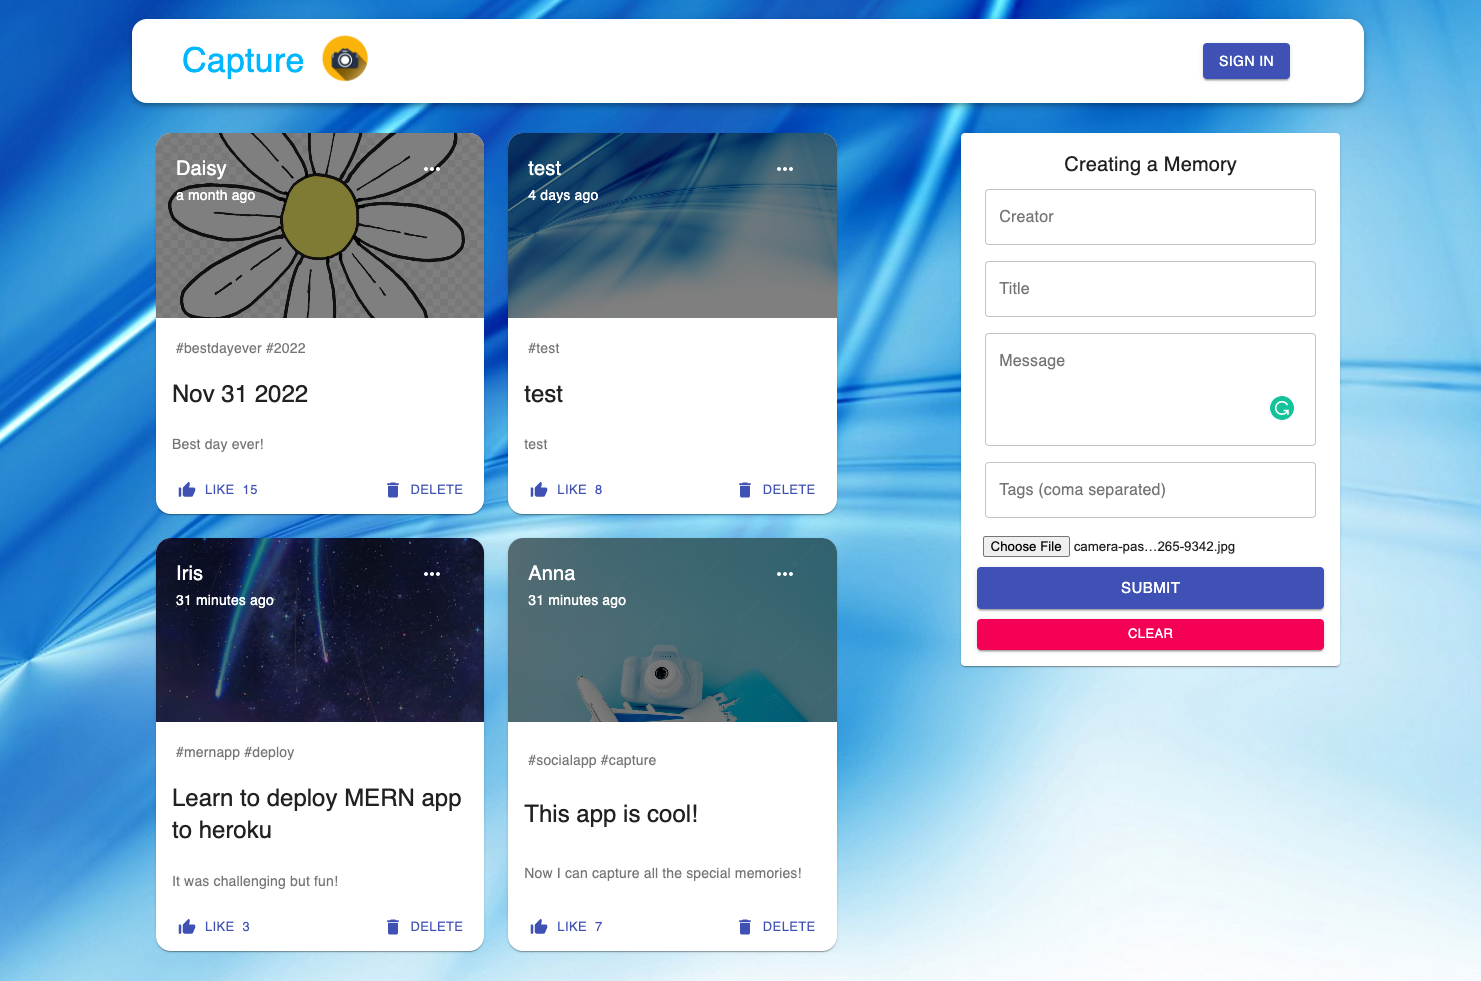 Capture
SIGN IN
Daisy
a month ago
#bestdayever #2022
Nov 31 2022
Best day ever!
LIKE 15
DELETE
test
4 days ago
#test
test
test
LIKE 8
DELETE
Iris
31 minutes ago
#mernapp #deploy
Learn to deploy MERN app
to heroku
It was challenging but fun!
LIKE 3
DELETE
Anna
31 minutes ago
#socialapp #capture
This app is cool!
Now I can capture all the special memories!
LIKE 7
DELETE
Creating a Memory
Creator
Title
Message
Tags (coma separated)
Choose File camera-pas...265-9342.jpg
SUBMIT
CLEAR